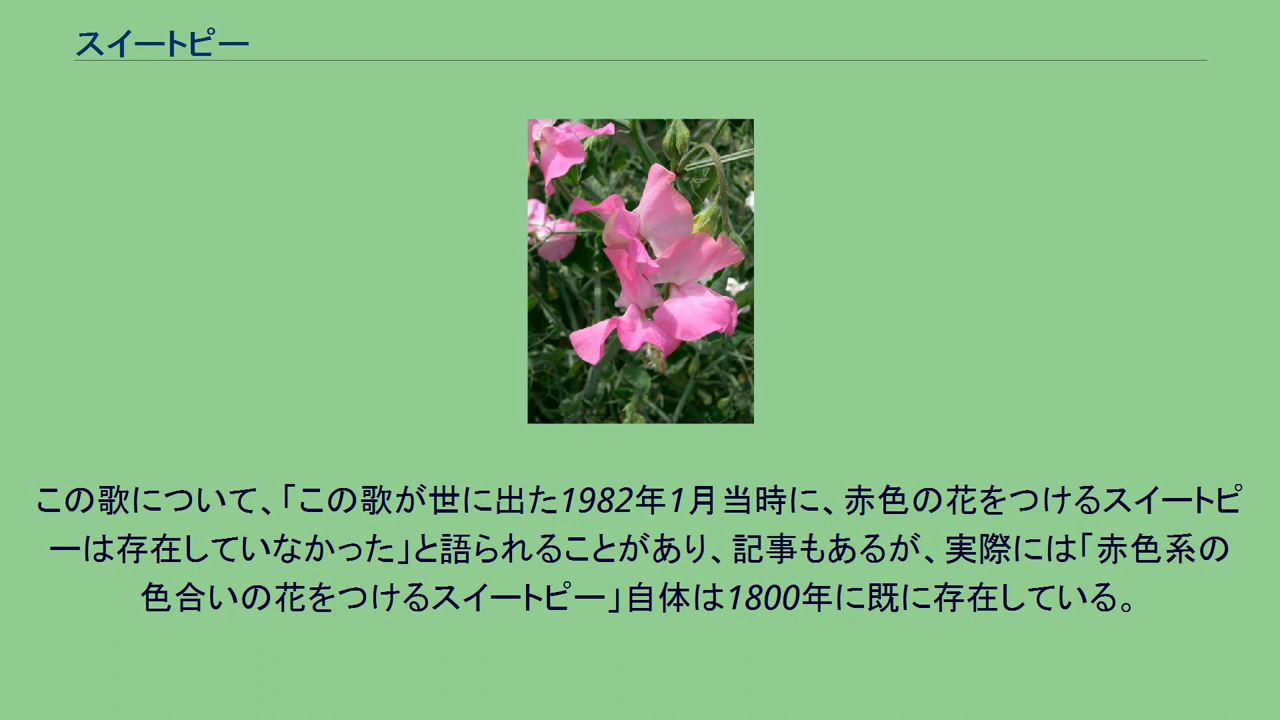 スイートピー
この歌について、「この歌が世に出た1982年1月当時に、赤色の花をつけるスイートピ
ーは存在していなかった」と語られることがあり、記事もあるが、実際には「赤色系の
色合いの花をつけるスイートピー」自体は1800年に既に存在している。